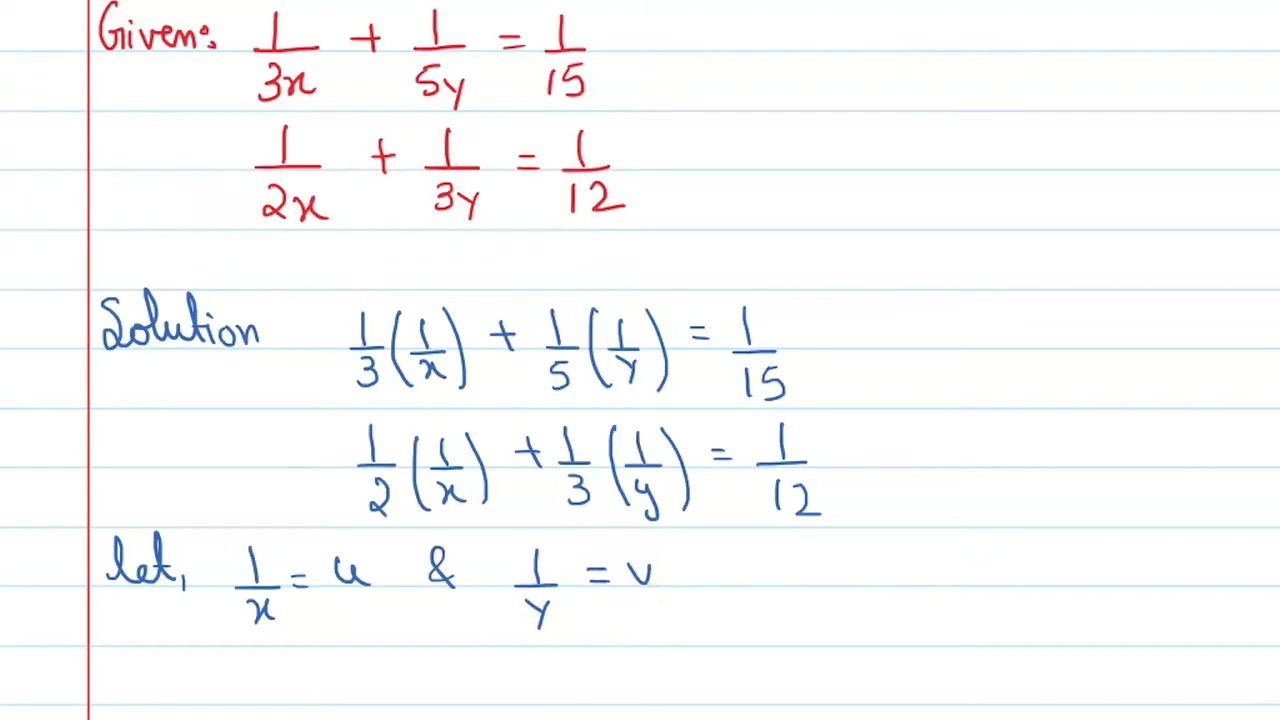 Given: 1/3x + 1/5y = 1/15
1/2x + 1/3y = 1/12
Solution 1/3 (1/x) + 1/5 (1/y) = 1/15
1/2 (1/x) + 1/3 (1/y) = 1/12
let, 1/x = u & 1/y = v